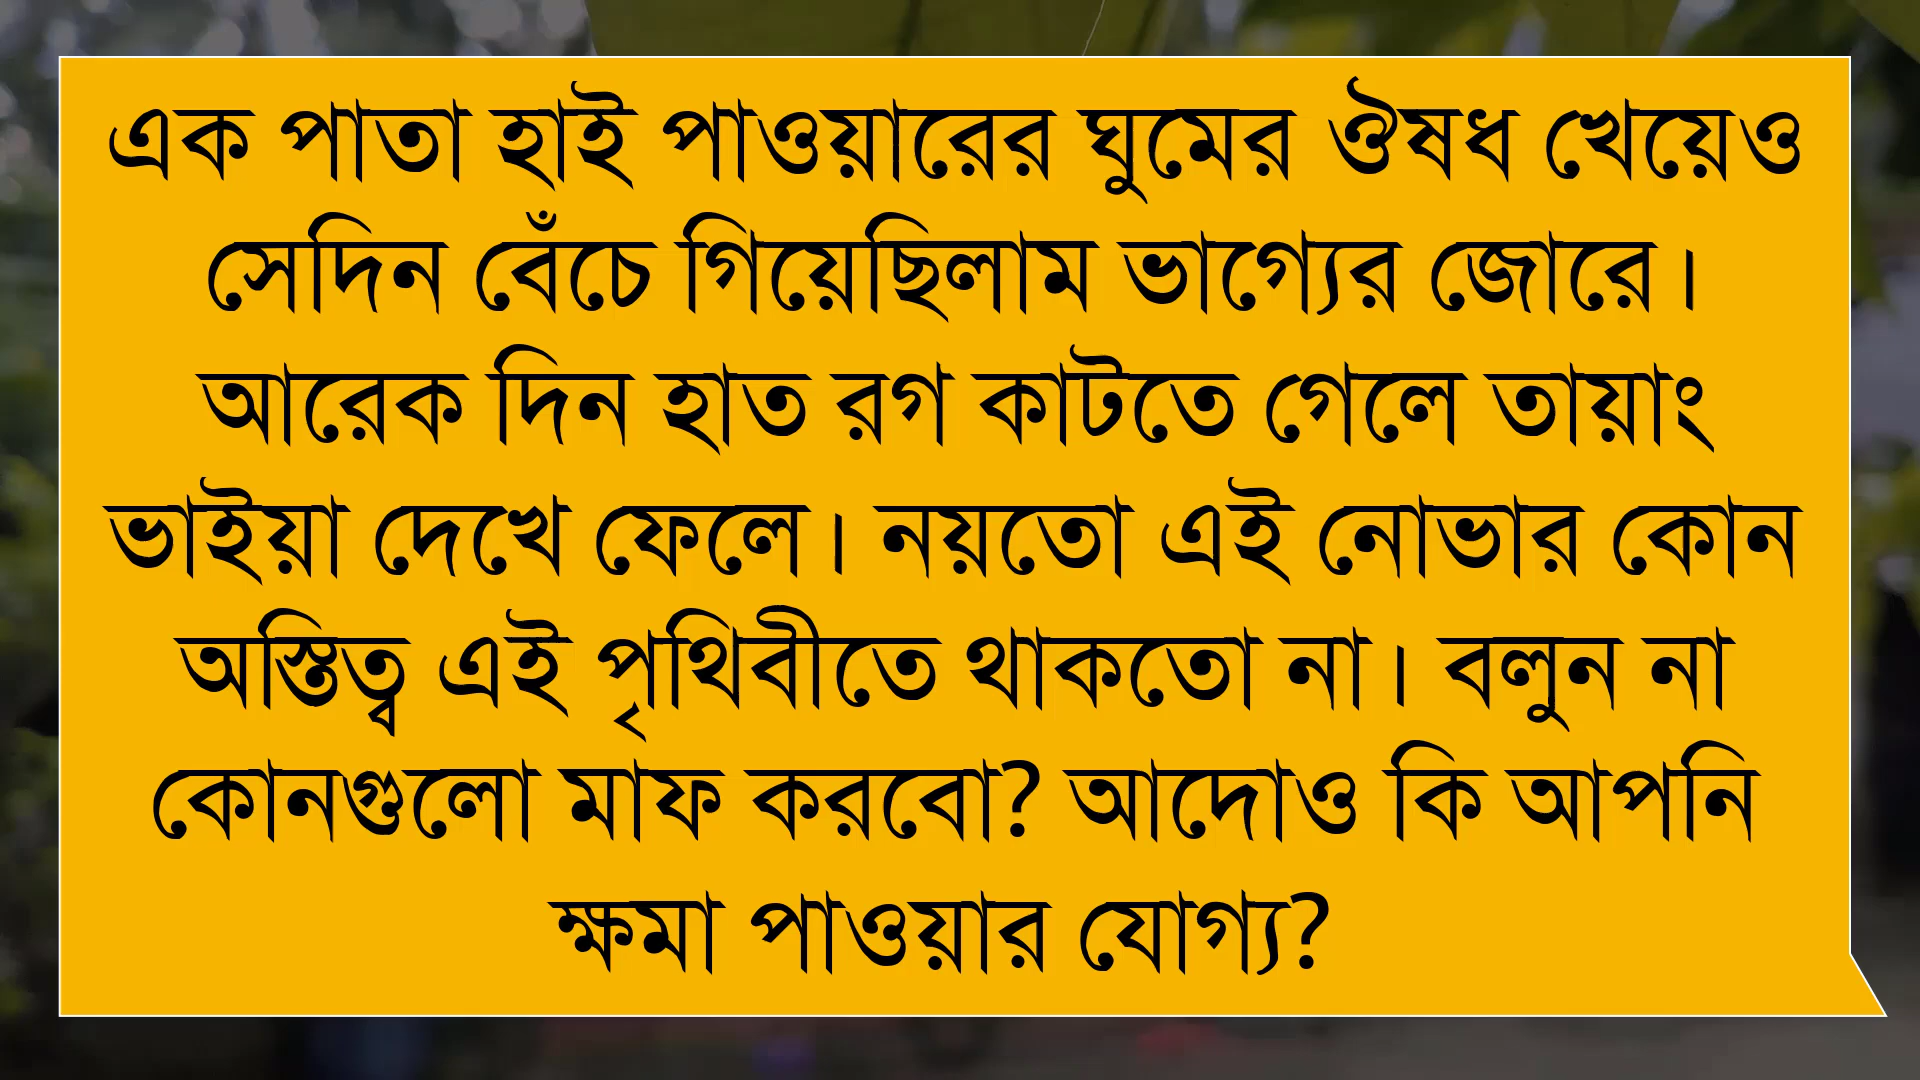 এক পাতা হাই পাওয়ারের ঘুমের ঔষধ খেয়েও
সেদিন বেঁচে গিয়েছিলাম ভাগ্যের জোরে।
আরেক দিন হাত রগ কাটতে গেলে তায়াং
ভাইয়া দেখে ফেলে। নয়তো এই নোভার কোন
অস্তিত্ব এই পৃথিবীতে থাকতো না। বলুন না
কোনগুলো মাফ করবো? আদোও কি আপনি
ক্ষমা পাওয়ার যোগ্য?